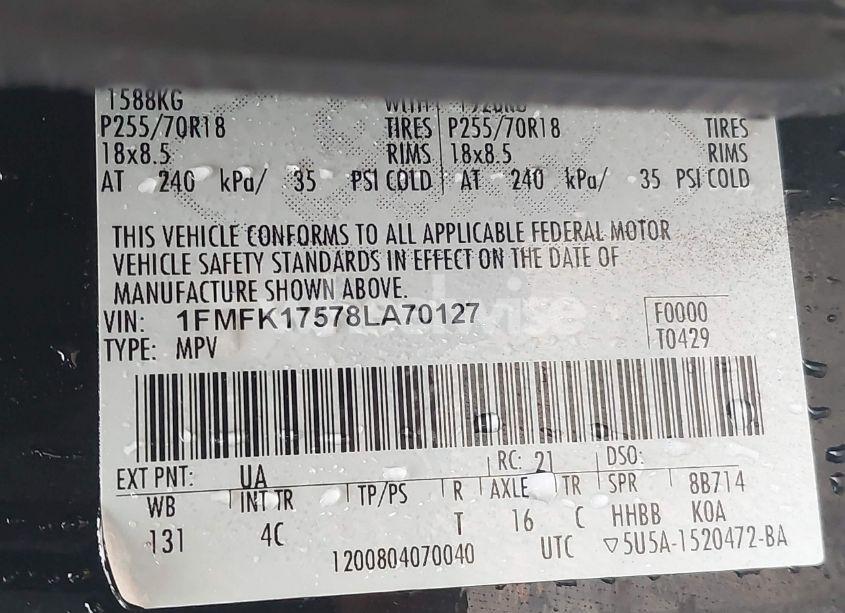 1588KG
P255/70R18 TIRES P255/70R18 TIRES
18x8.5 RIMS 18x8.5 RIMS
AT 240 kPa/ 35 PSI COLD AT 240 kPa/ 35 PSI COLD
THIS VEHICLE CONFORMS TO ALL APPLICABLE FEDERAL MOTOR
VEHICLE SAFETY STANDARDS IN EFFECT ON THE DATE OF
MANUFACTURE SHOWN ABOVE.
VIN: 1FMFK17578LA70127 F0000
TYPE: MPV T0429
EXT PNT: UA RC: 21 DSO:
WB INT TR TP/PS R AXLE TR SPR 8B714
131 4C T 16 C HHBB KOA
1200804070040 UTC ▽5U5A-1520472-BA